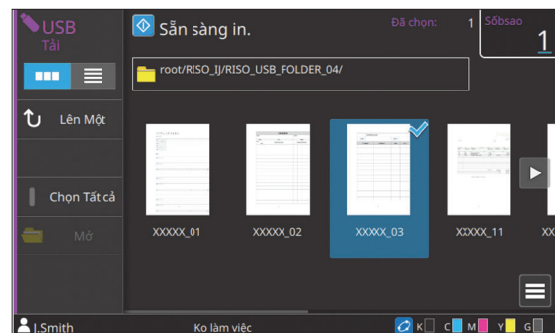 USB
Tải
Sẵn sàng in.
Đã chọn: 1
Sốbsao
1
root/RISO_IJ/RISO_USB_FOLDER_04/
Lên Một
Chọn Tất cả
Mở
XXXXX_01
XXXXX_02
XXXXX_03
XXXXX_11
XX
J.Smith
Ko làm việc
K
C
M
Y
G